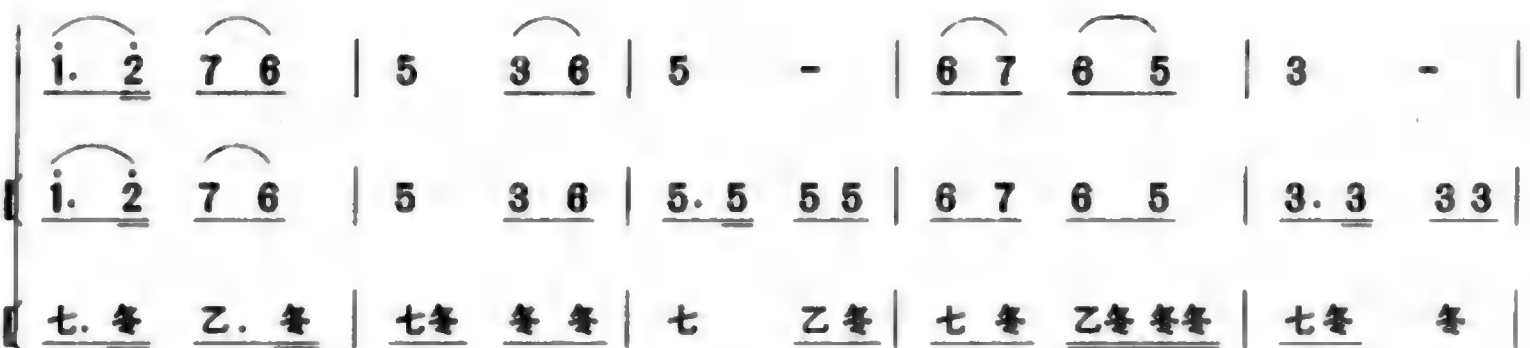 1. 2 7 6 | 5 3 6 | 5 - | 6 7 6 5 | 3 - |
1. 2 7 6 | 5 3 6 | 5. 5 5 5 | 6 7 6 5 | 3. 3 3 3 |
七. 冬 乙. 冬 | 七冬 冬 冬 | 七 乙冬 | 七 冬 乙冬 冬冬 | 七冬 冬 |